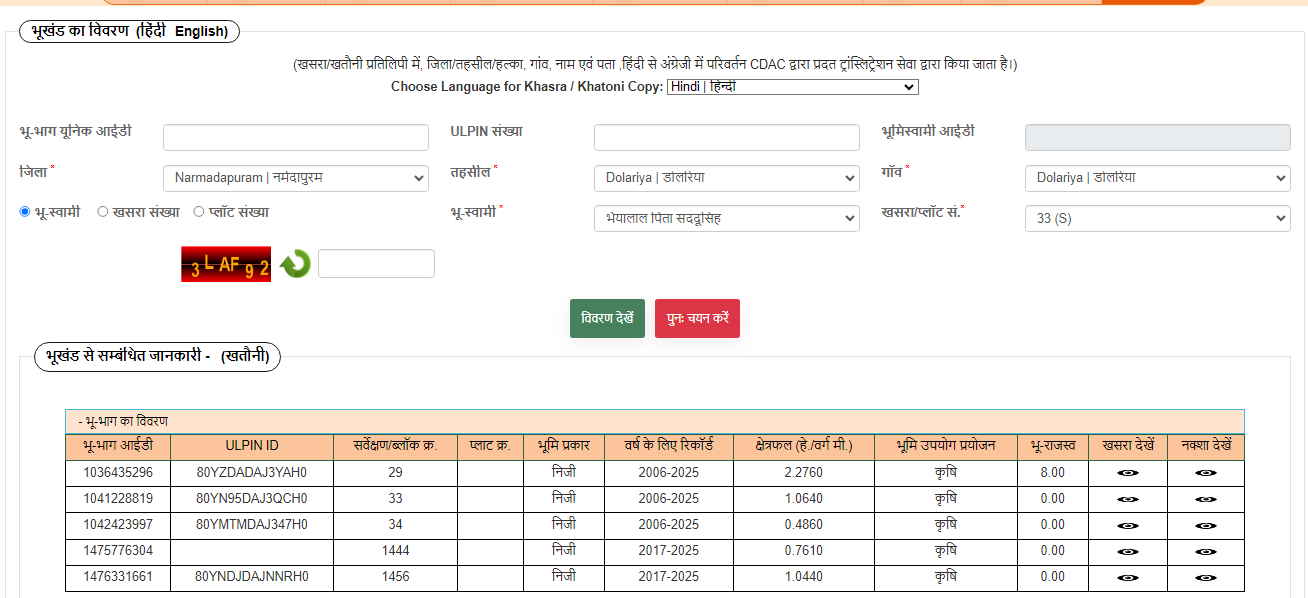 भूखंड का विवरण (हिंदी English)
(खसरा/खतौनी प्रतिलिपी में, जिला/तहसील/हल्का, गांव, नाम एवं पता ,हिंदी से अंग्रेजी में परिवर्तन CDAC द्वारा प्रदत ट्रांस्लिट्रेशन सेवा द्वारा किया जाता है।)
Choose Language for Khasra / Khatoni Copy: Hindi | हिन्दी
भू-भाग यूनिक आईडी ULPIN संख्या भूमिस्वामी आईडी
जिला * Narmadapuram | नर्मदापुरम तहसील * Dolariya | डोलरिया गॉव * Dolariya | डोलरिया
भू-स्वामी खसरा संख्या प्लॉट संख्या भू-स्वामी * भैयालाल पिता सददूसिंह खसरा/प्लॉट सं.* 33 (S)
3LAF92
विवरण देखें पुनः चयन करें
भूखंड से सम्बंधित जानकारी - (खतौनी)
- भू-भाग का विवरण
भू-भाग आईडी ULPIN ID सर्वेक्षण/ब्लॉक क्र. प्लाट क्र. भूमि प्रकार वर्ष के लिए रिकॉर्ड क्षेत्रफल (हे./वर्ग मी.) भूमि उपयोग प्रयोजन भू-राजस्व खसरा देखें नक्शा देखें
1036435296 80YZDADAJ3YAH0 29 निजी 2006-2025 2.2760 कृषि 8.00
1041228819 80YN95DAJ3QCH0 33 निजी 2006-2025 1.0640 कृषि 0.00
1042423997 80YMTMDAJ347H0 34 निजी 2006-2025 0.4860 कृषि 0.00
1475776304 1444 निजी 2017-2025 0.7610 कृषि 0.00
1476331661 80YNDJDAJNNRH0 1456 निजी 2017-2025 1.0440 कृषि 0.00